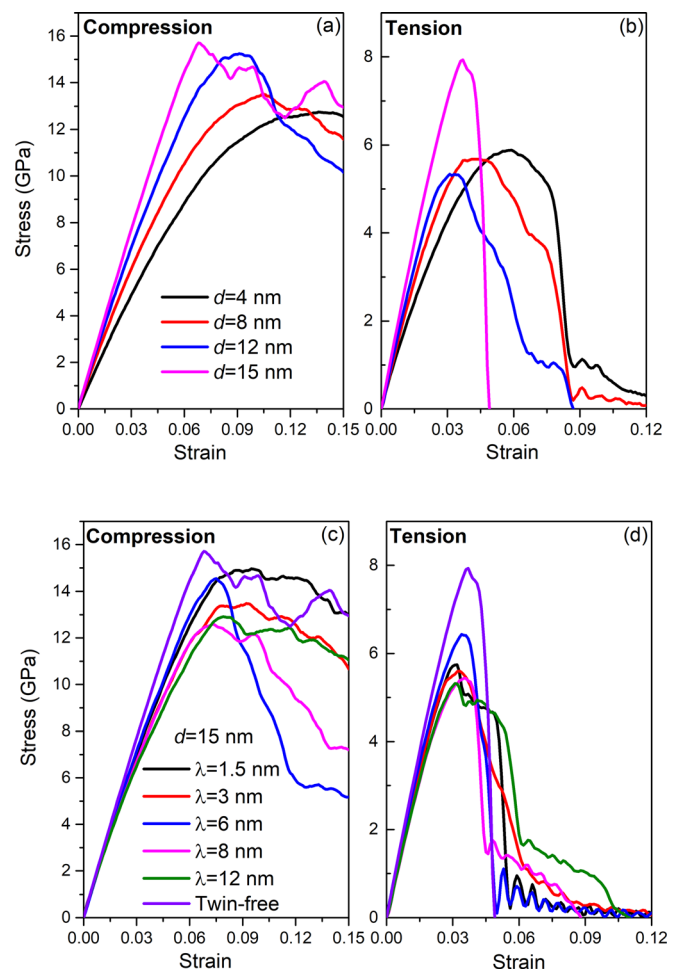 Compression (a)
Tension (b)
16
14
12
10
8
6
4
2
0
Stress (GPa)
d=4 nm
d=8 nm
d=12 nm
d=15 nm
0.00 0.03 0.06 0.09 0.12 0.15
Strain
8
6
4
2
0
0.00 0.03 0.06 0.09 0.12
Strain
Compression (c)
Tension (d)
16
14
12
10
8
6
4
2
0
Stress (GPa)
d=15 nm
λ=1.5 nm
λ=3 nm
λ=6 nm
λ=8 nm
λ=12 nm
Twin-free
0.00 0.03 0.06 0.09 0.12 0.15
Strain
8
6
4
2
0
0.00 0.03 0.06 0.09 0.12
Strain